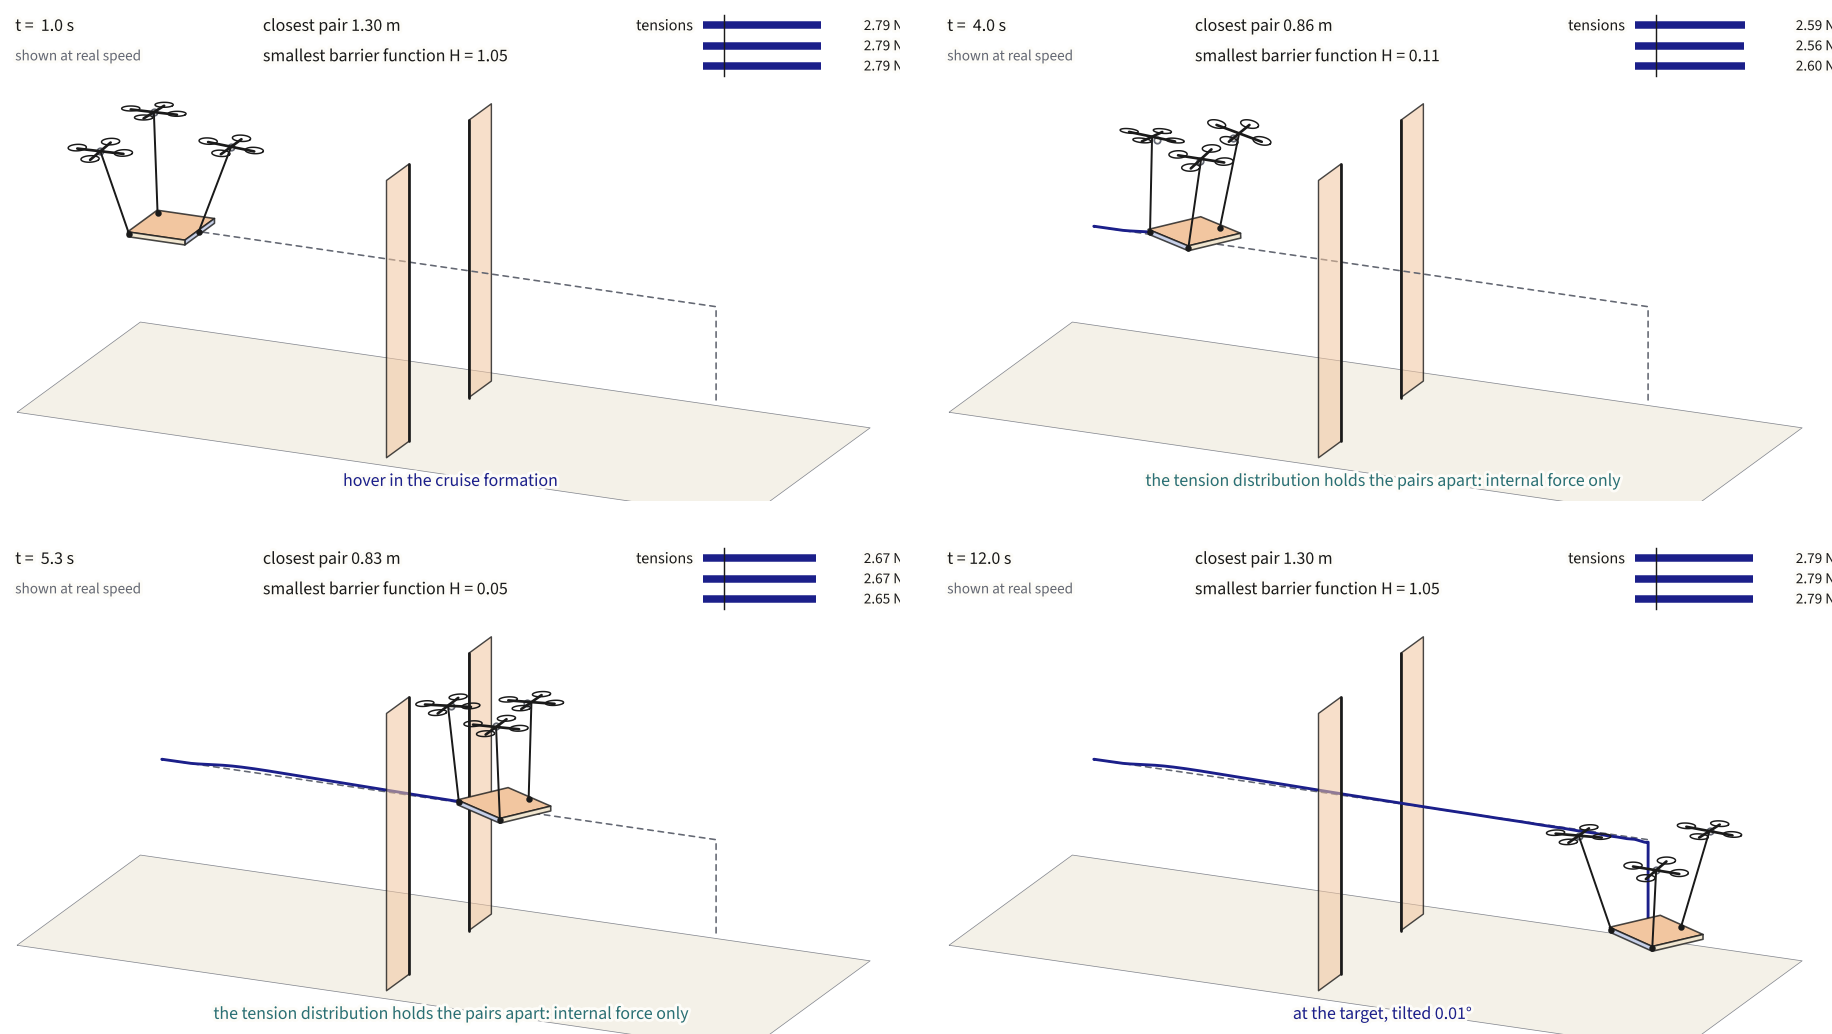 t = 1.0 s
closest pair 1.30 m
tensions
2.79 N
shown at real speed
smallest barrier function H = 1.05
2.79 N
2.79 N
hover in the cruise formation
t = 4.0 s
closest pair 0.86 m
tensions
2.59 N
shown at real speed
smallest barrier function H = 0.11
2.56 N
2.60 N
the tension distribution holds the pairs apart: internal force only
t = 5.3 s
closest pair 0.83 m
tensions
2.67 N
shown at real speed
smallest barrier function H = 0.05
2.67 N
2.65 N
the tension distribution holds the pairs apart: internal force only
t = 12.0 s
closest pair 1.30 m
tensions
2.79 N
shown at real speed
smallest barrier function H = 1.05
2.79 N
2.79 N
at the target, tilted 0.01°